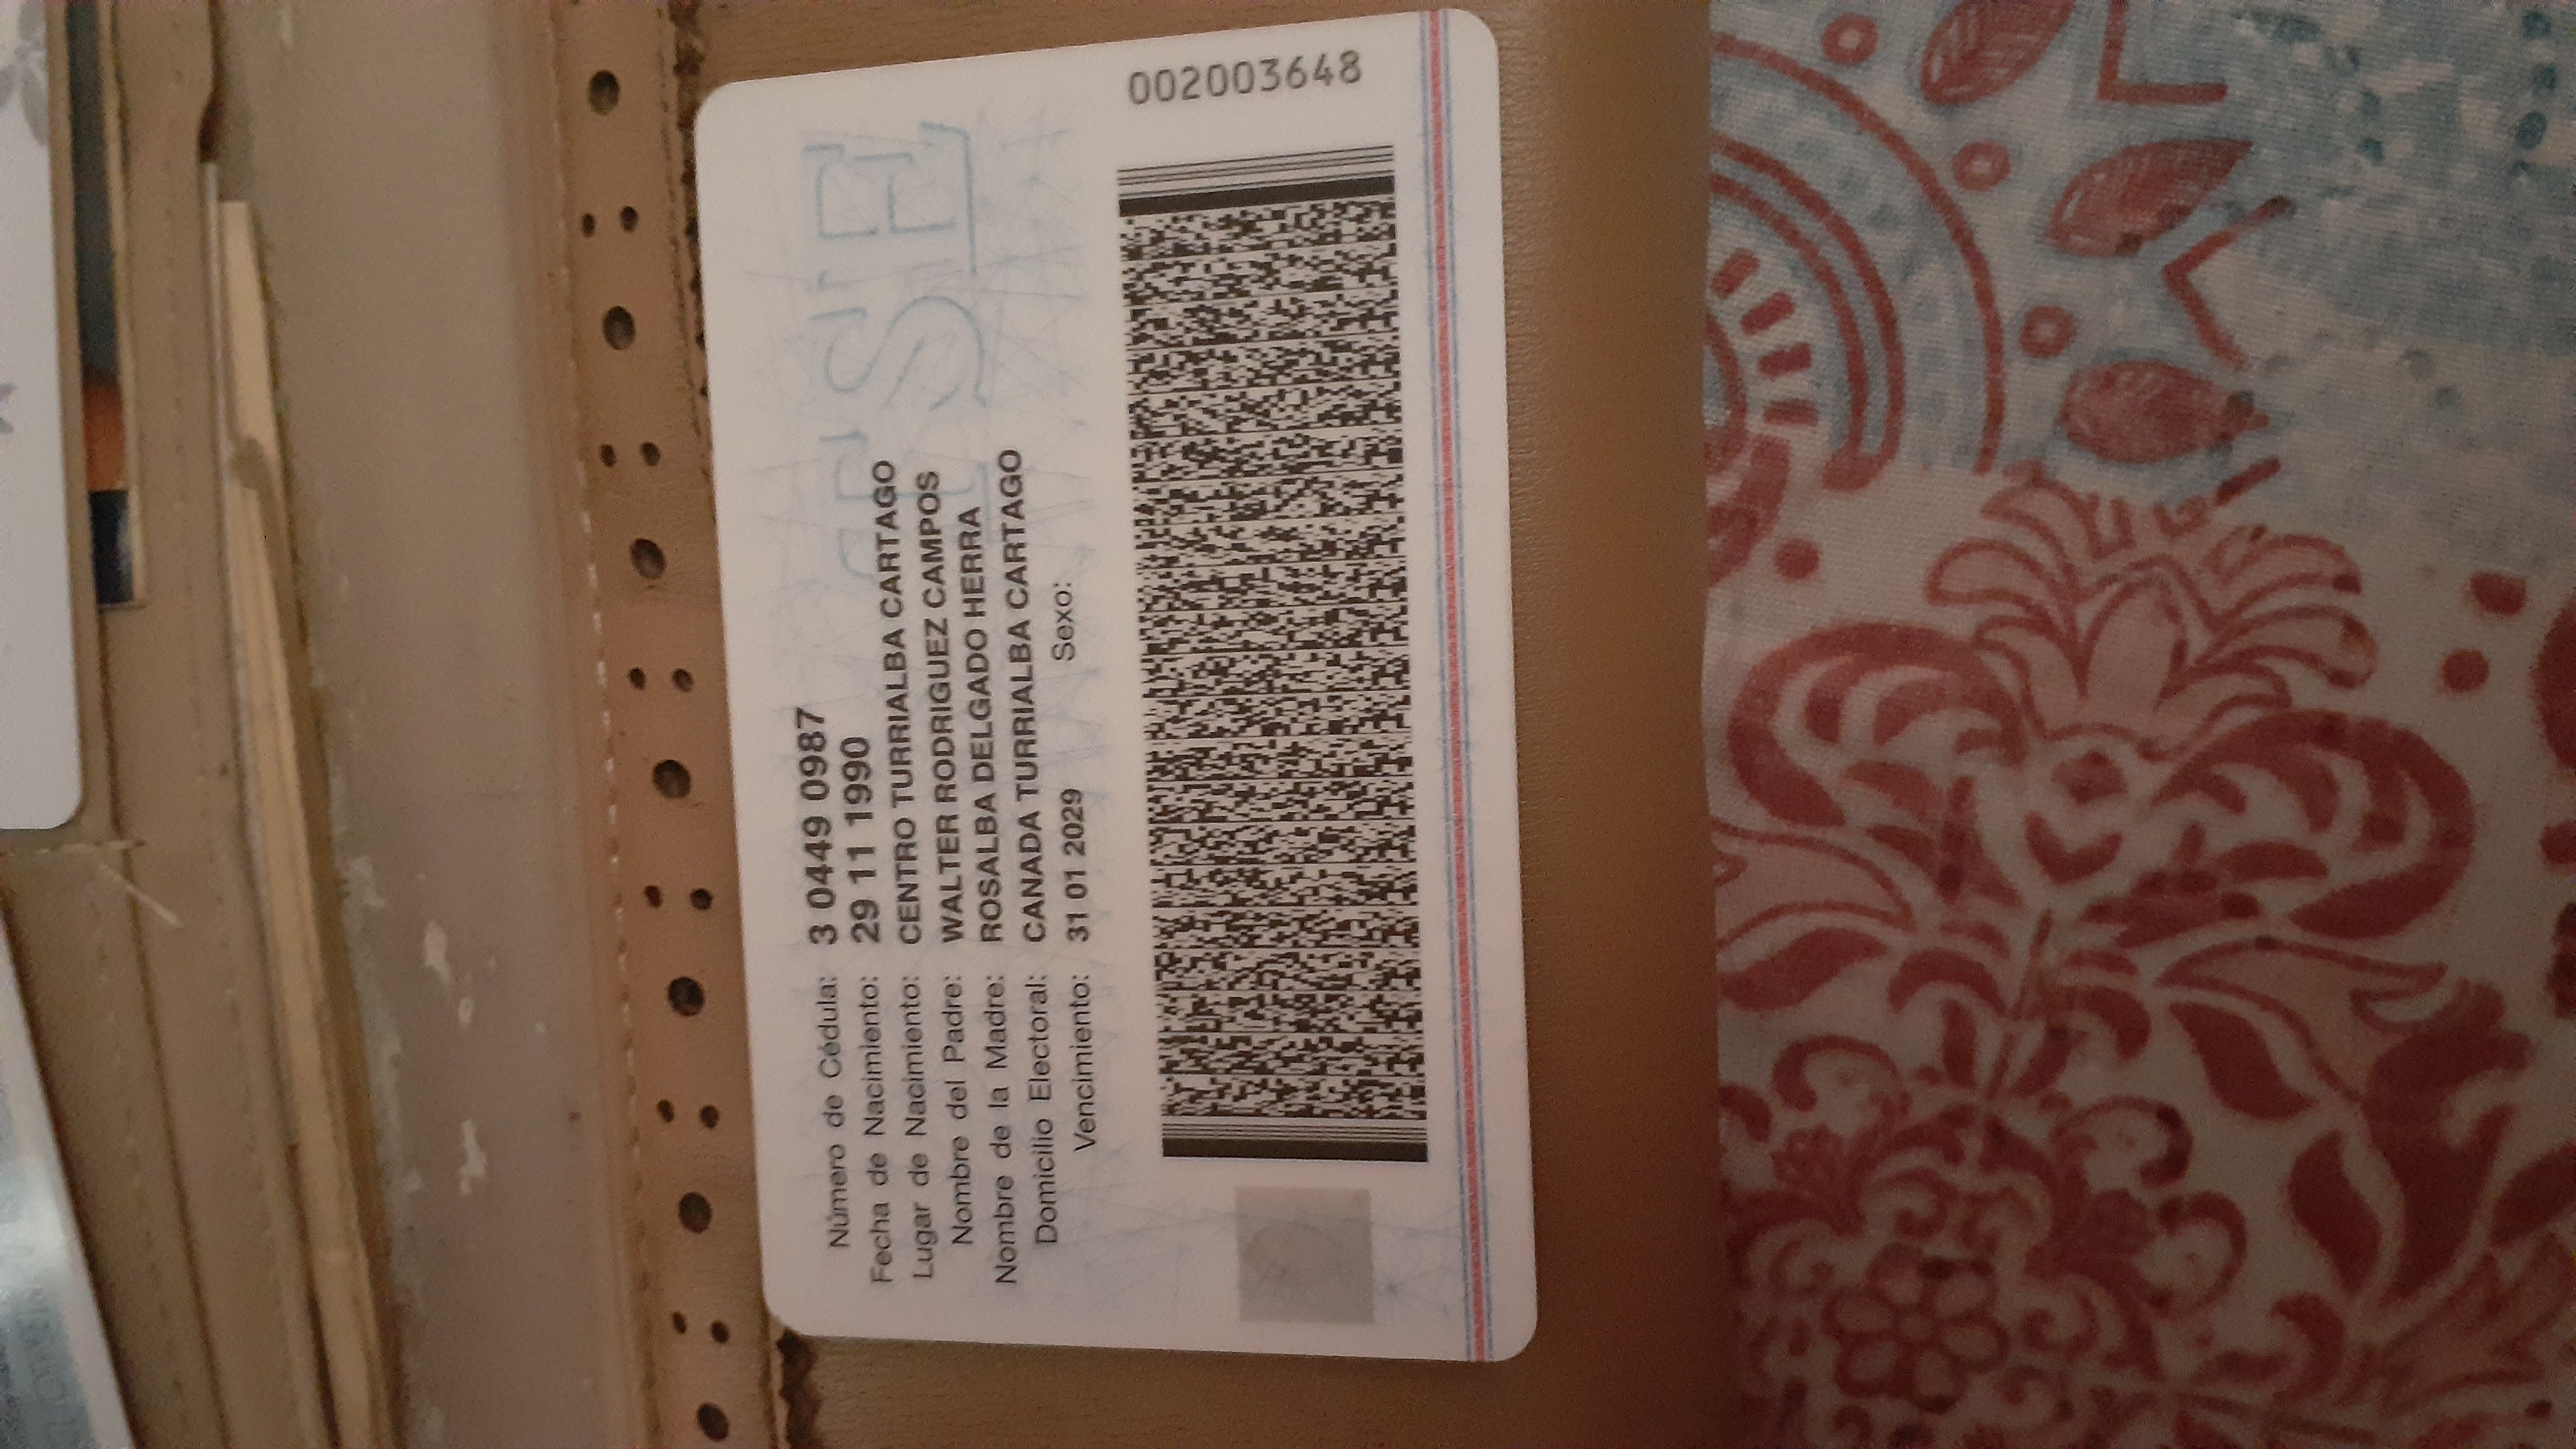 Número de Cédula: 3 0449 0987
Fecha de Nacimiento: 29 11 1990
Lugar de Nacimiento: CENTRO TURRIALBA CARTAGO
Nombre del Padre: WALTER RODRIGUEZ CAMPOS
Nombre de la Madre: ROSALBA DELGADO HERRA
Domicilio Electoral: CANADA TURRIALBA CARTAGO
Vencimiento: 31 01 2029 Sexo:
TSE
002003648